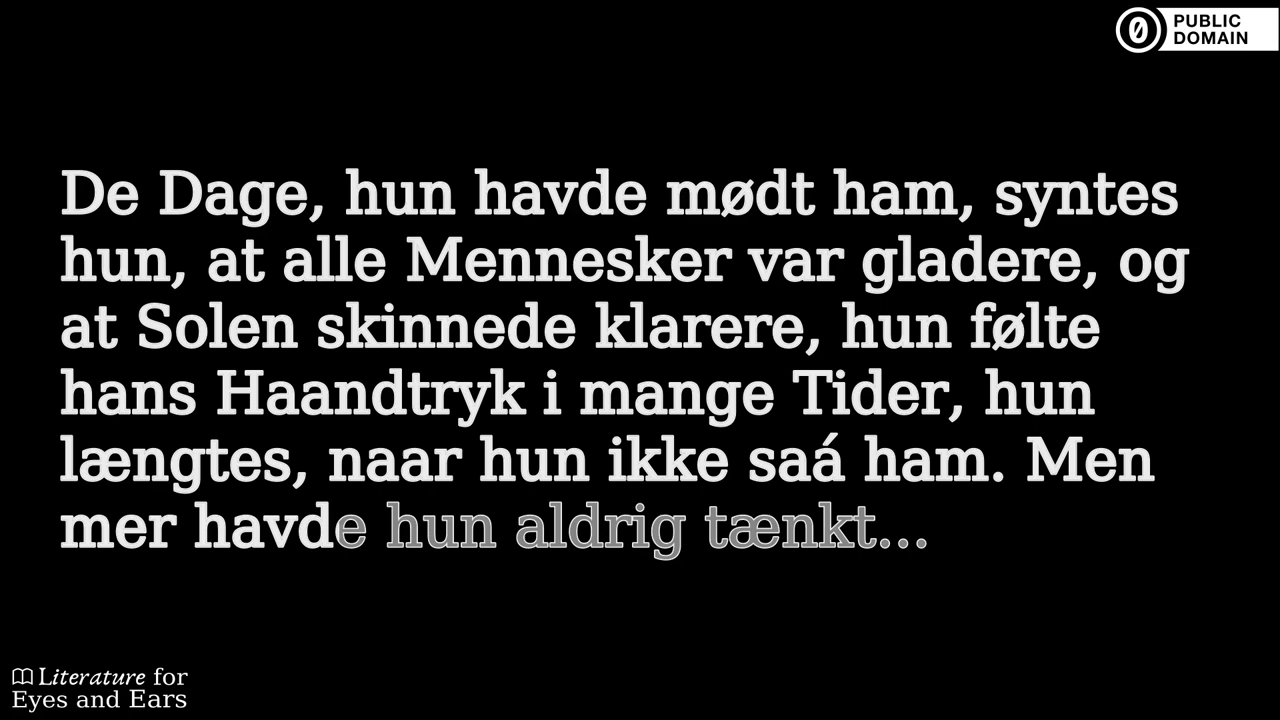 PUBLIC
DOMAIN
De Dage, hun havde mødt ham, syntes
hun, at alle Mennesker var gladere, og
at Solen skinnede klarere, hun følte
hans Haandtryk i mange Tider, hun
længtes, naar hun ikke saá ham. Men
mer havde hun aldrig tænkt...
Literature for
Eyes and Ears